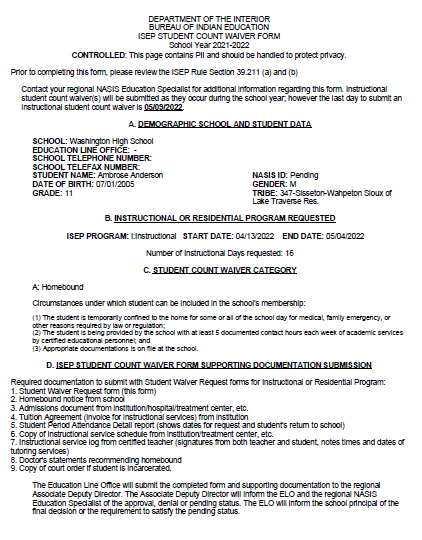 DEPARTMENT OF THE INTERIOR
BUREAU OF INDIAN EDUCATION
ISEP STUDENT COUNT WAIVER FORM
School Year 2021-2022
CONTROLLED: This page contains PII and should be handled to protect privacy.
Prior to completing this form, please review the ISEP Rule Section 39.211 (a) and (b)
Contact your regional NASIS Education Specialist for additional information regarding this form. Instructional
student count waiver(s) will be submitted as they occur during the school year; however the last day to submit an
Instructional student count waiver is 05/09/2022.
A. DEMOGRAPHIC SCHOOL AND STUDENT DATA
SCHOOL: Washington High School
EDUCATION LINE OFFICE: -
SCHOOL TELEPHONE NUMBER:
SCHOOL TELEFAX NUMBER:
STUDENT NAME: Ambrose Anderson NASIS ID: Pending
DATE OF BIRTH: 07/01/2005 GENDER: M
GRADE: 11 TRIBE: 347-Sisseton-Wahpeton Sioux of
Lake Traverse Res.
B. INSTRUCTIONAL OR RESIDENTIAL PROGRAM REQUESTED
ISEP PROGRAM: I:Instructional START DATE: 04/13/2022 END DATE: 05/04/2022
Number of Instructional Days requested: 16
C. STUDENT COUNT WAIVER CATEGORY
A: Homebound
Circumstances under which student can be included in the school's membership:
(1) The student is temporarily confined to the home for some or all of the school day for medical, family emergency, or
other reasons required by law or regulation;
(2) The student is being provided by the school with at least 5 documented contact hours each week of academic services
by certified educational personnel; and
(3) Appropriate documentations is on file at the school.
D. ISEP STUDENT COUNT WAIVER FORM SUPPORTING DOCUMENTATION SUBMISSION
Required documentation to submit with Student Waiver Request forms for Instructional or Residential Program:
1. Student Waiver Request form (this form)
2. Homebound notice from school
3. Admissions document from institution/hospital/treatment center, etc.
4. Tuition Agreement (invoice for instructional services) from institution
5. Student Period Attendance Detail report (shows dates for request and student's return to school)
6. Copy of instructional service schedule from institution/treatment center, etc.
7. Instructional service log from certified teacher (signatures from both teacher and student, notes times and dates of
tutoring services)
8. Doctor's statements recommending homebound
9. Copy of court order if student is incarcerated.
The Education Line Office will submit the completed form and supporting documentation to the regional
Associate Deputy Director. The Associate Deputy Director will inform the ELO and the regional NASIS
Education Specialist of the approval, denial or pending status. The ELO will inform the school principal of the
final decision or the requirement to satisfy the pending status.